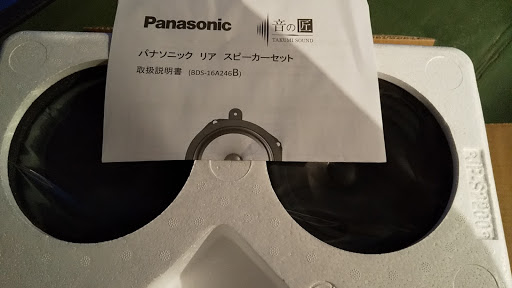 Panasonic
音の匠
TAKUMI SOUND
パナソニック リア スピーカーセット
取扱説明書 (BDS-16A246B)